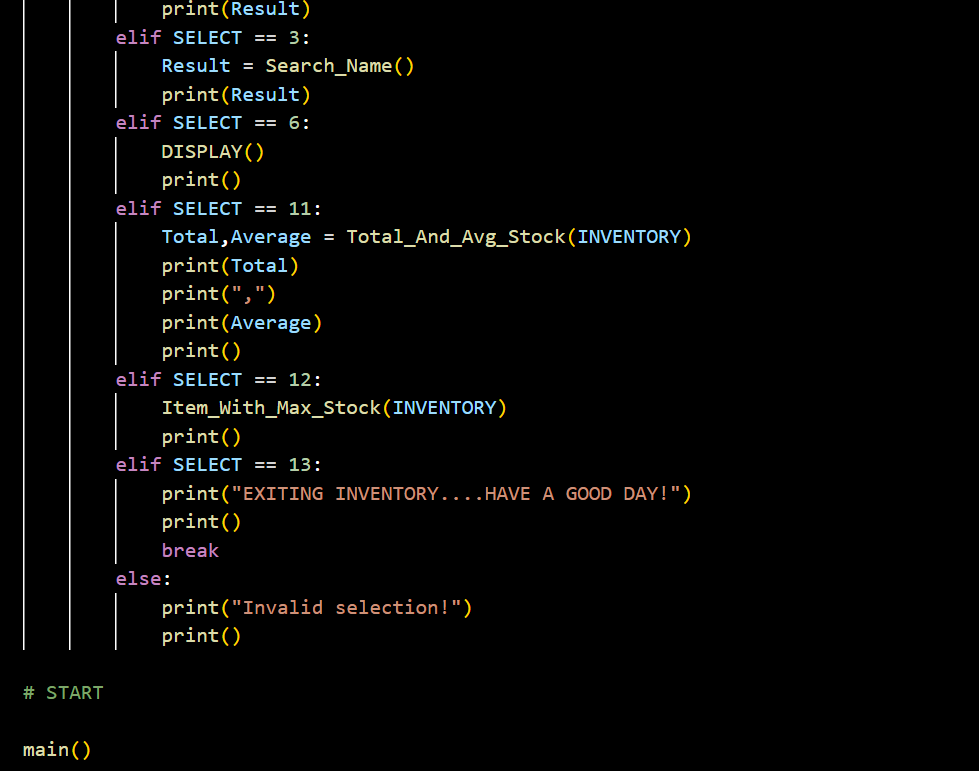 print(Result)
elif SELECT == 3:
Result = Search_Name()
print(Result)
elif SELECT == 6:
DISPLAY()
print()
elif SELECT == 11:
Total,Average = Total_And_Avg_Stock(INVENTORY)
print(Total)
print(",")
print(Average)
print()
elif SELECT == 12:
Item_With_Max_Stock(INVENTORY)
print()
elif SELECT == 13:
print("EXITING INVENTORY....HAVE A GOOD DAY!")
print()
break
else:
print("Invalid selection!")
print()
# START
main()